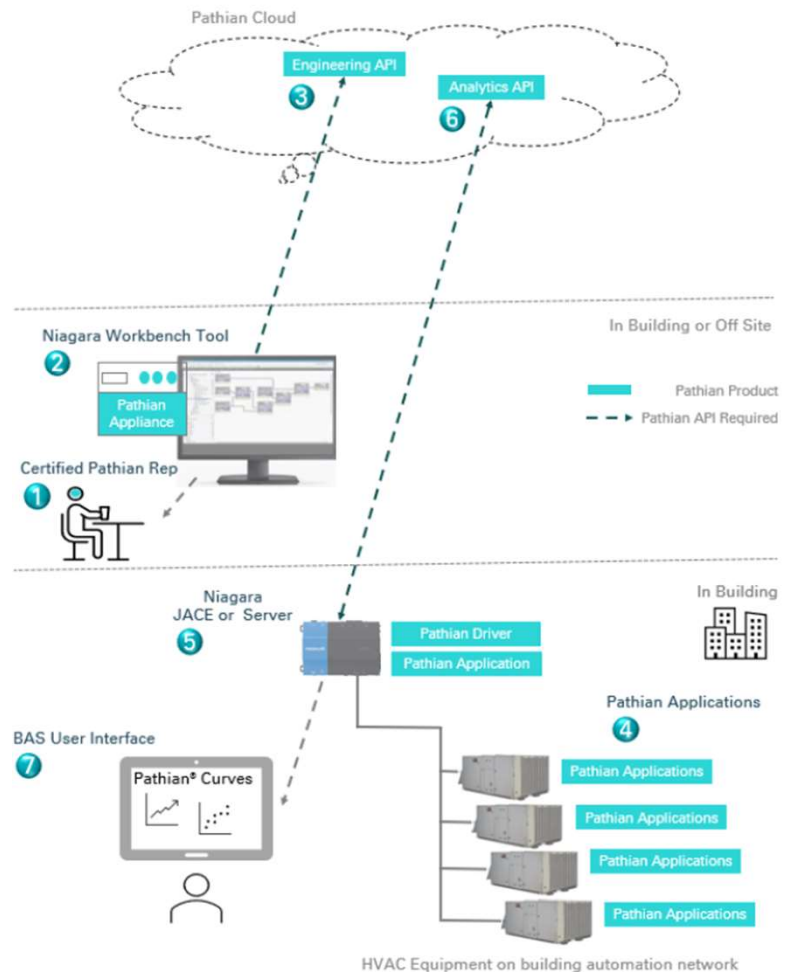 Pathian Cloud
Engineering API
3
Analytics API
6
In Building or Off Site
Niagara Workbench Tool
2
Pathian
Appliance
Pathian Product
Pathian API Required
Certified Pathian Rep
1
In Building
Niagara
JACE or Server
5
Pathian Driver
Pathian Application
Pathian Applications
4
BAS User Interface
7
Pathian® Curves
Pathian Applications
Pathian Applications
Pathian Applications
Pathian Applications
HVAC Equipment on building automation network